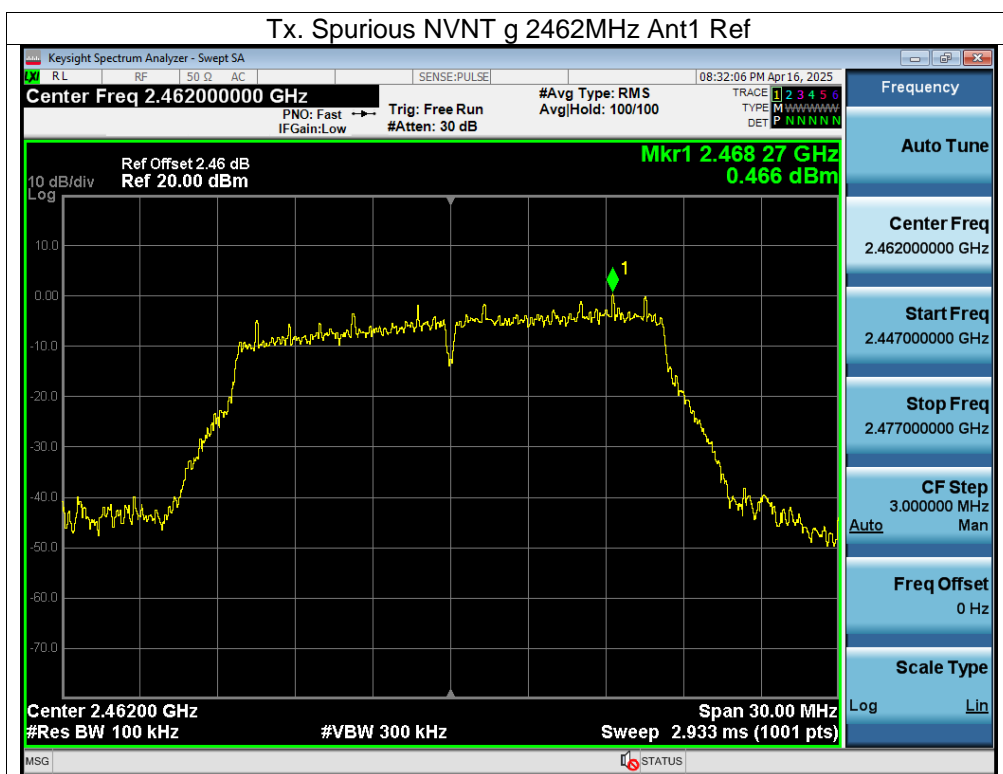 Tx. Spurious NVNT g 2462MHz Ant1 Ref
Keysight Spectrum Analyzer - Swept SA
LXI RL RF 50 Ω AC SENSE:PULSE 08:32:06 PM Apr 16, 2025
Center Freq 2.462000000 GHz
PNO: Fast
IFGain:Low
Trig: Free Run
#Atten: 30 dB
#Avg Type: RMS
Avg|Hold: 100/100
TRACE 1 2 3 4 5 6
TYPE M WWWWW
DET P N N N N N
Mkr1 2.468 27 GHz
0.466 dBm
Ref Offset 2.46 dB
10 dB/div Ref 20.00 dBm
Log
10.0
0.00
-10.0
-20.0
-30.0
-40.0
-50.0
-60.0
-70.0
1
Center 2.46200 GHz Span 30.00 MHz
#Res BW 100 kHz #VBW 300 kHz Sweep 2.933 ms (1001 pts)
MSG STATUS
Frequency
Auto Tune
Center Freq
2.462000000 GHz
Start Freq
2.447000000 GHz
Stop Freq
2.477000000 GHz
CF Step
3.000000 MHz
Auto Man
Freq Offset
0 Hz
Scale Type
Log Lin